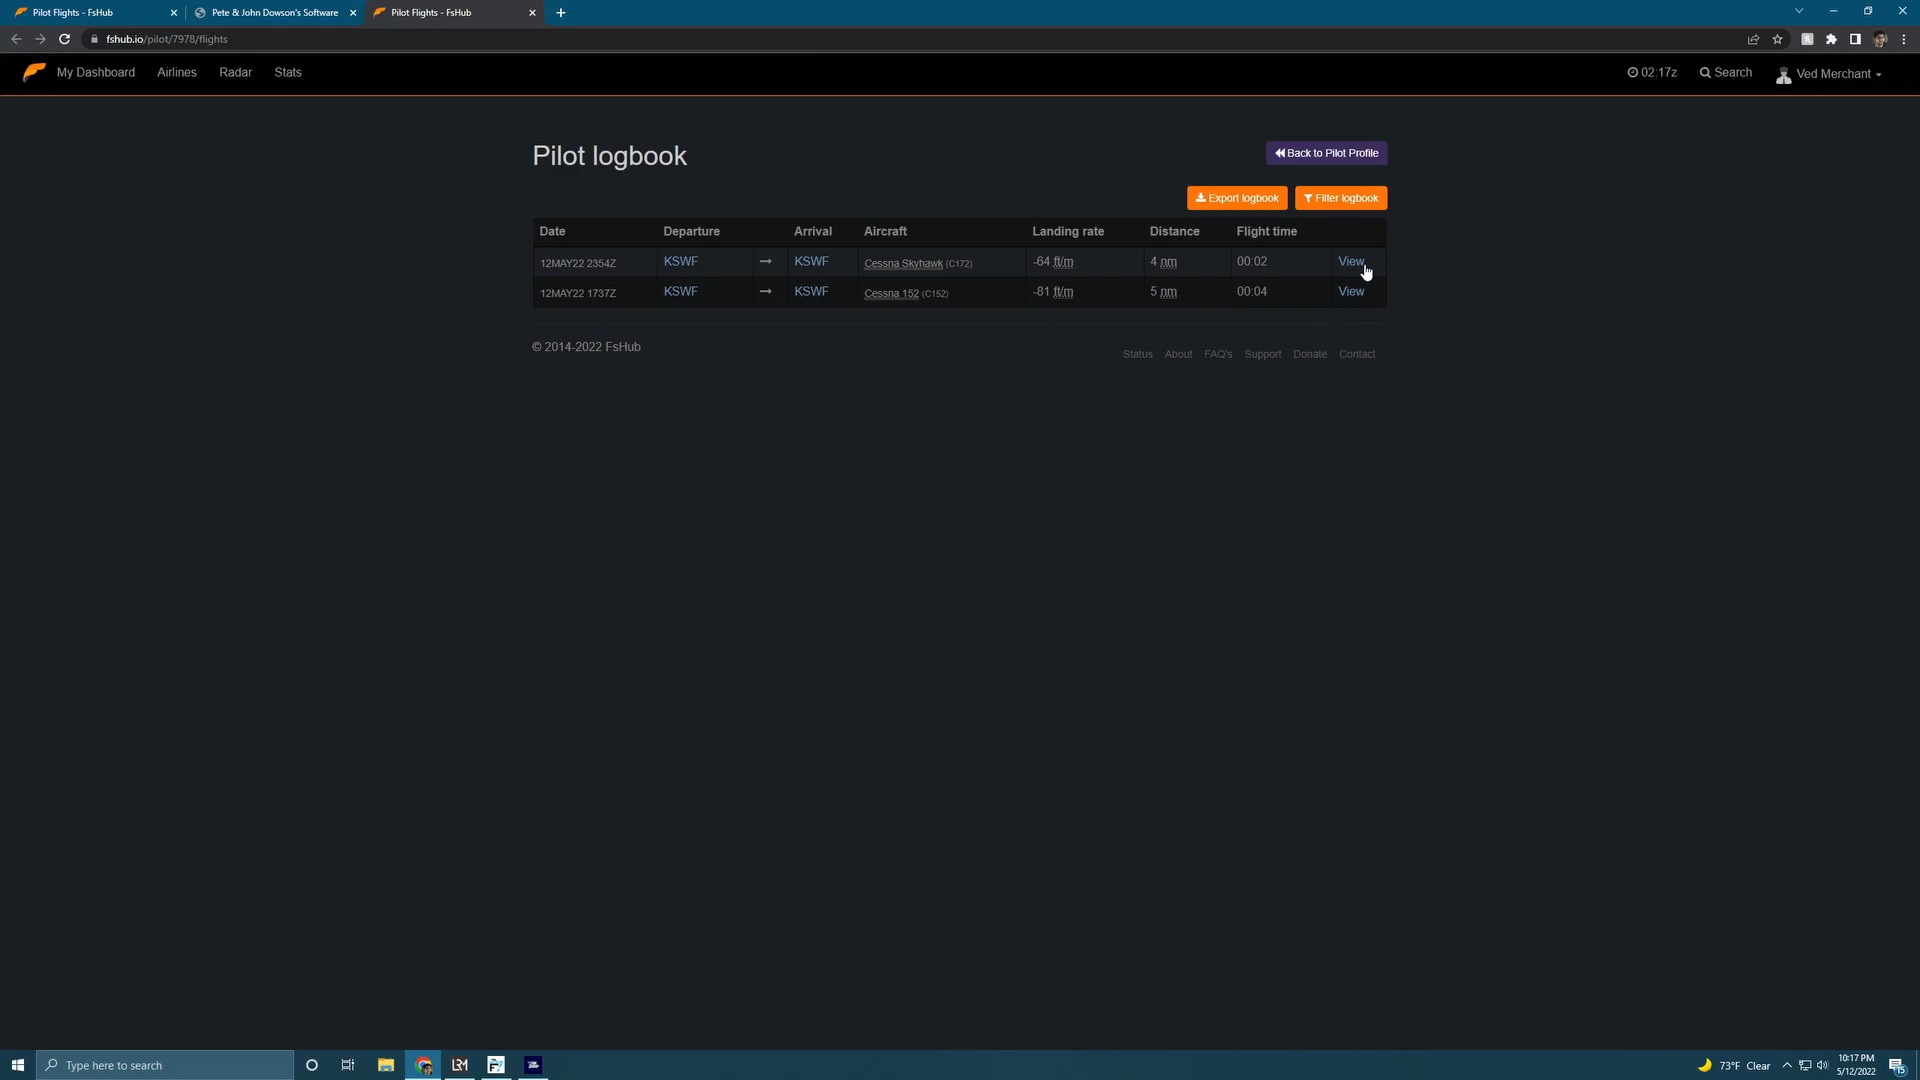 Pilot Flights - FsHub
Pete & John Dowson's Software
Pilot Flights - FsHub
fshub.io/pilot/7978/flights
My Dashboard Airlines Radar Stats 02:17z Search Ved Merchant
Pilot logbook
Back to Pilot Profile
Export logbook Filter logbook
Date Departure Arrival Aircraft Landing rate Distance Flight time
12MAY22 2354Z KSWF → KSWF Cessna Skyhawk (C172) -64 ft/m 4 nm 00:02 View
12MAY22 1737Z KSWF → KSWF Cessna 152 (C152) -81 ft/m 5 nm 00:04 View
© 2014-2022 FsHub
Status About FAQ's Support Donate Contact
Type here to search
LRM
73°F Clear
10:17 PM
5/12/2022
15